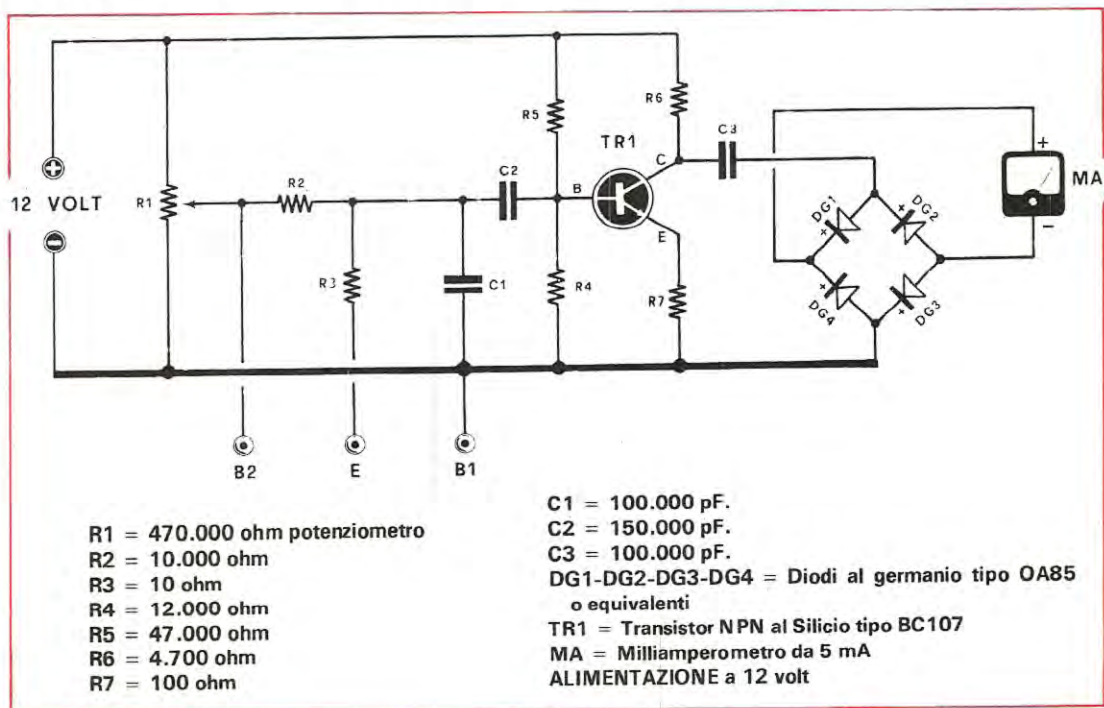 R5
R6
TR1
C3
C
+
MA
12 VOLT
R1
R2
C2
B
E
DG1
DG2
+
+
−
R3
C1
R4
R7
DG4
DG3
+
+
B2
E
B1
R1 = 470.000 ohm potenziometro
R2 = 10.000 ohm
R3 = 10 ohm
R4 = 12.000 ohm
R5 = 47.000 ohm
R6 = 4.700 ohm
R7 = 100 ohm
C1 = 100.000 pF.
C2 = 150.000 pF.
C3 = 100.000 pF.
DG1-DG2-DG3-DG4 = Diodi al germanio tipo OA85
o equivalenti
TR1 = Transistor NPN al Silicio tipo BC107
MA = Milliamperometro da 5 mA
ALIMENTAZIONE a 12 volt